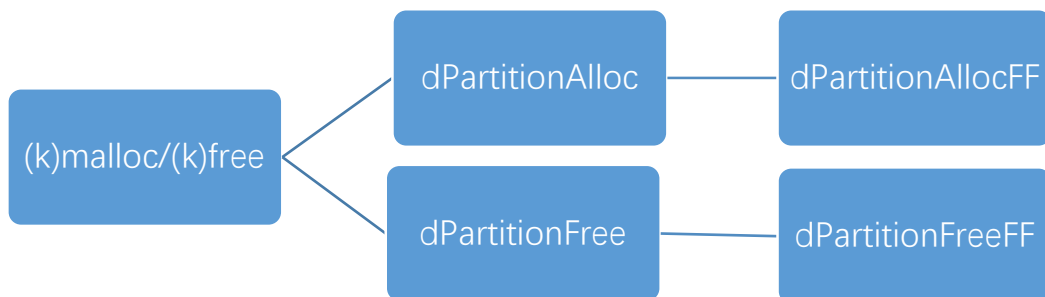 (k)malloc/(k)free
dPartitionAlloc
dPartitionAllocFF
dPartitionFree
dPartitionFreeFF